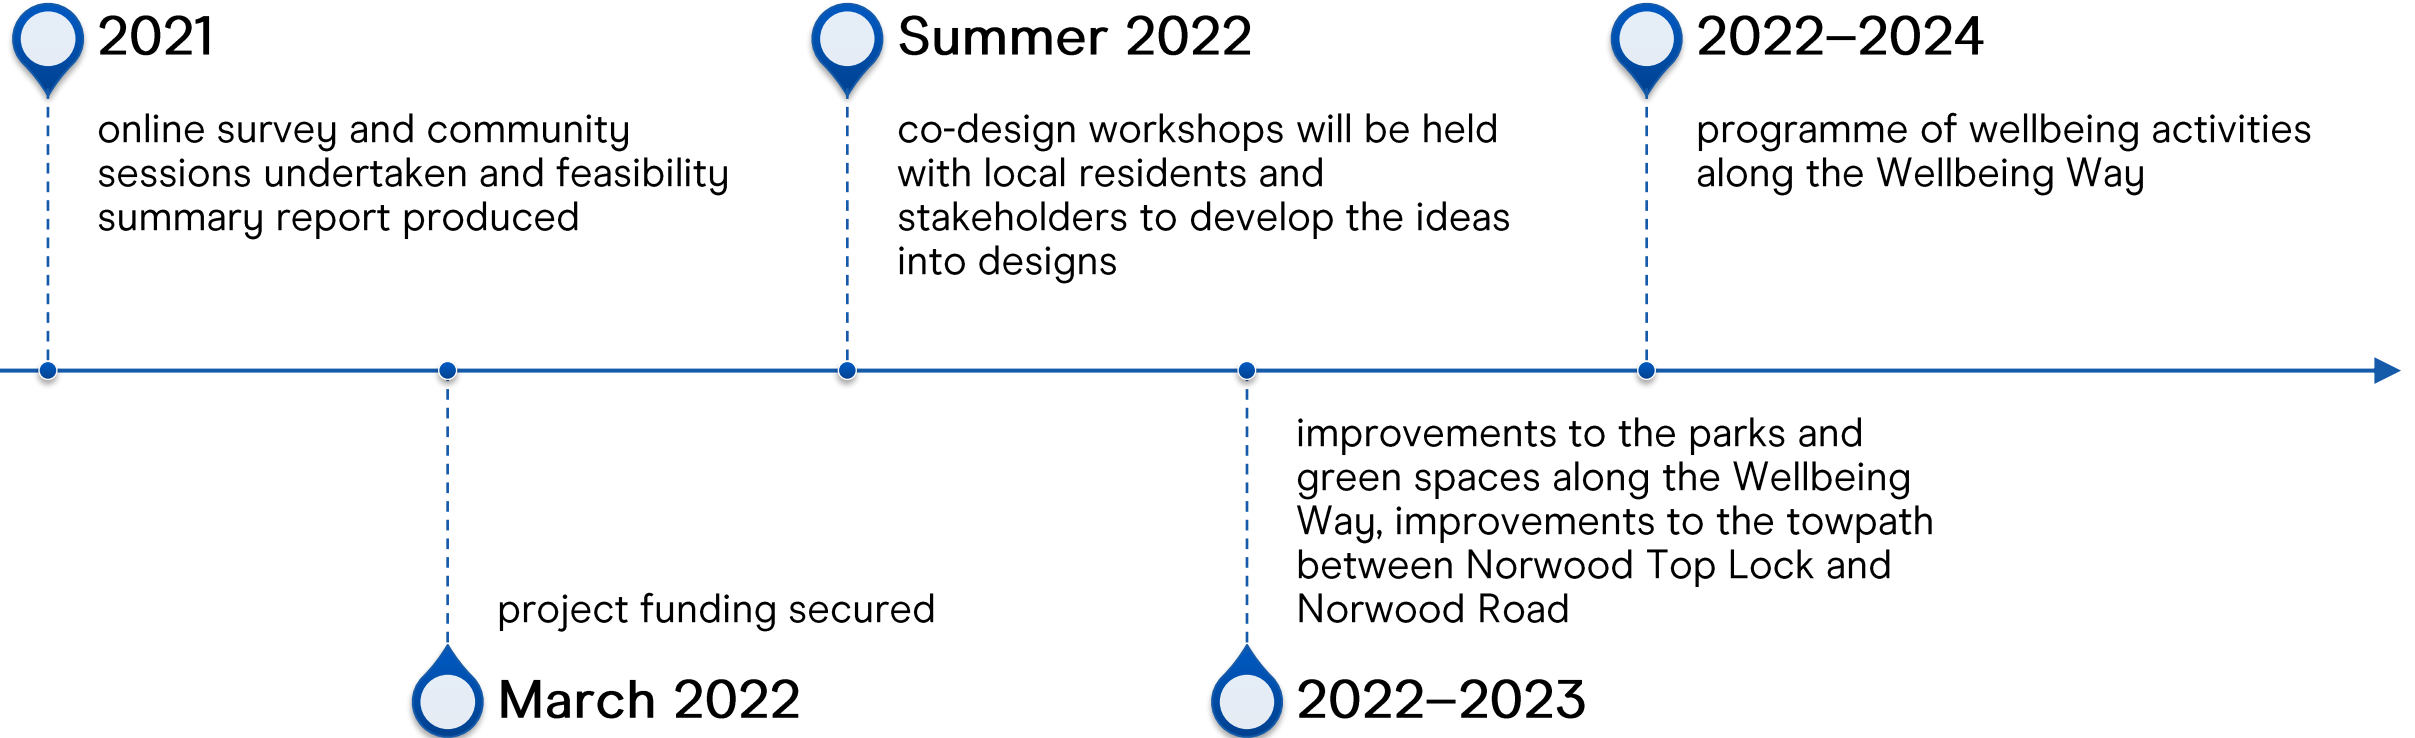 2021
online survey and community
sessions undertaken and feasibility
summary report produced
project funding secured
March 2022
Summer 2022
co-design workshops will be held
with local residents and
stakeholders to develop the ideas
into designs
improvements to the parks and
green spaces along the Wellbeing
Way, improvements to the towpath
between Norwood Top Lock and
Norwood Road
2022–2023
2022–2024
programme of wellbeing activities
along the Wellbeing Way